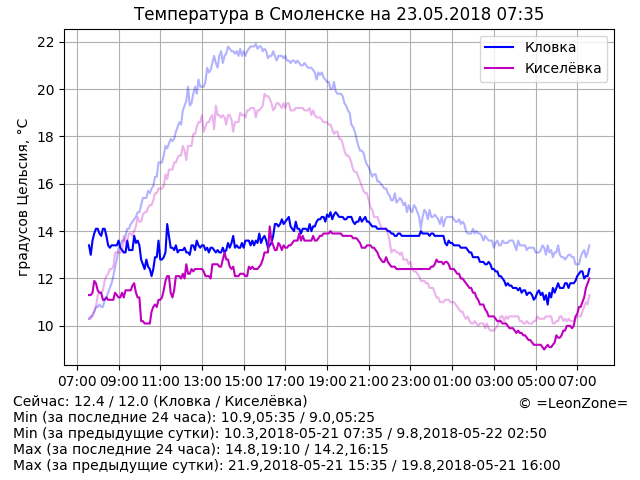 Температура в Смоленске на 23.05.2018 07:35
Кловка
Киселёвка
градусов Цельсия, °C
22
20
18
16
14
12
10
07:00 09:00 11:00 13:00 15:00 17:00 19:00 21:00 23:00 01:00 03:00 05:00 07:00
Сейчас: 12.4 / 12.0 (Кловка / Киселёвка)
© =LeonZone=
Min (за последние 24 часа): 10.9,05:35 / 9.0,05:25
Min (за предыдущие сутки): 10.3,2018-05-21 07:35 / 9.8,2018-05-22 02:50
Max (за последние 24 часа): 14.8,19:10 / 14.2,16:15
Max (за предыдущие сутки): 21.9,2018-05-21 15:35 / 19.8,2018-05-21 16:00